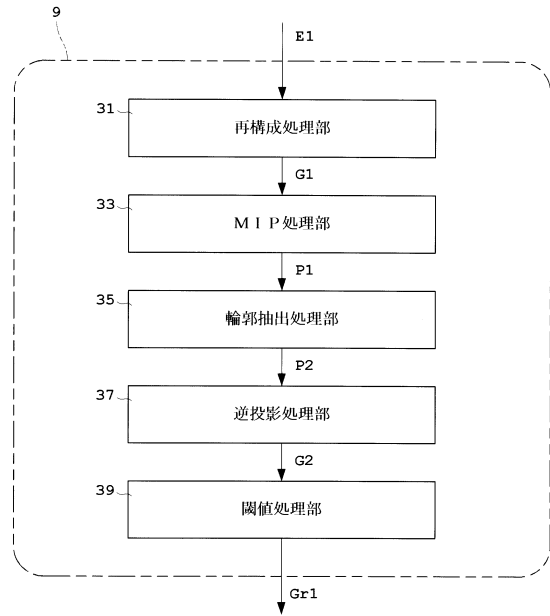 9
E1
31
再構成処理部
G1
33
MIP処理部
P1
35
輪郭抽出処理部
P2
37
逆投影処理部
G2
39
閾値処理部
Gr1